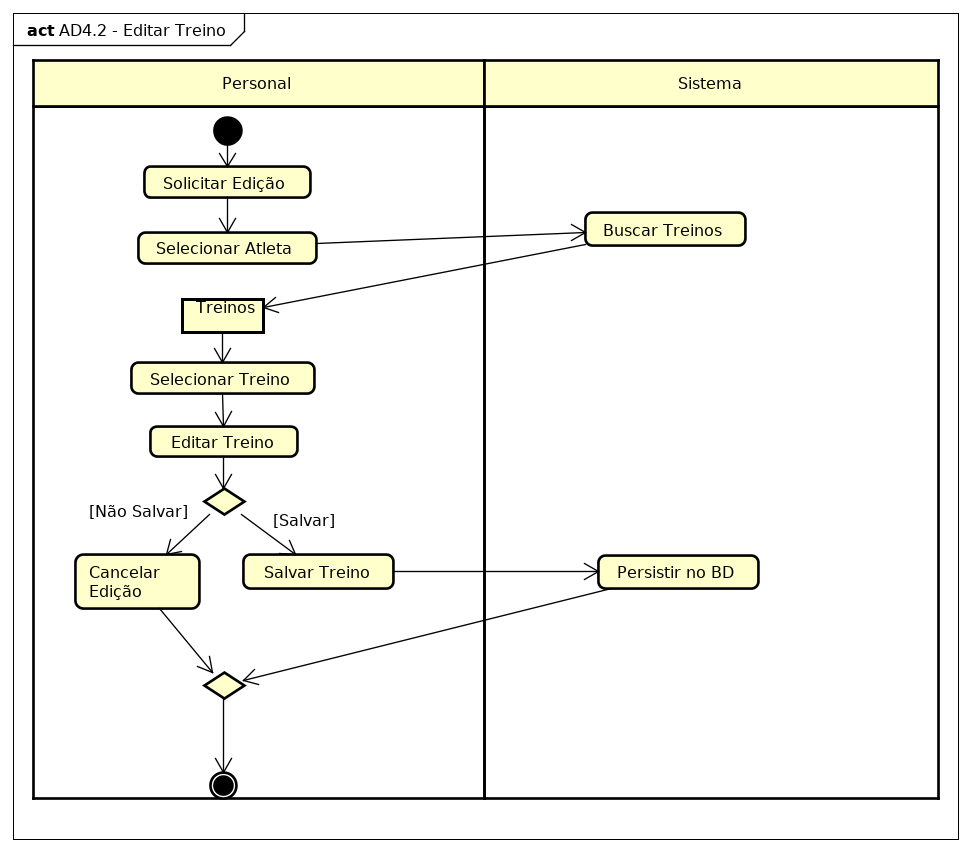 act AD4.2 - Editar Treino
Personal
Sistema
Solicitar Edição
Selecionar Atleta
Buscar Treinos
Treinos
Selecionar Treino
Editar Treino
[Não Salvar]
[Salvar]
Cancelar
Edição
Salvar Treino
Persistir no BD